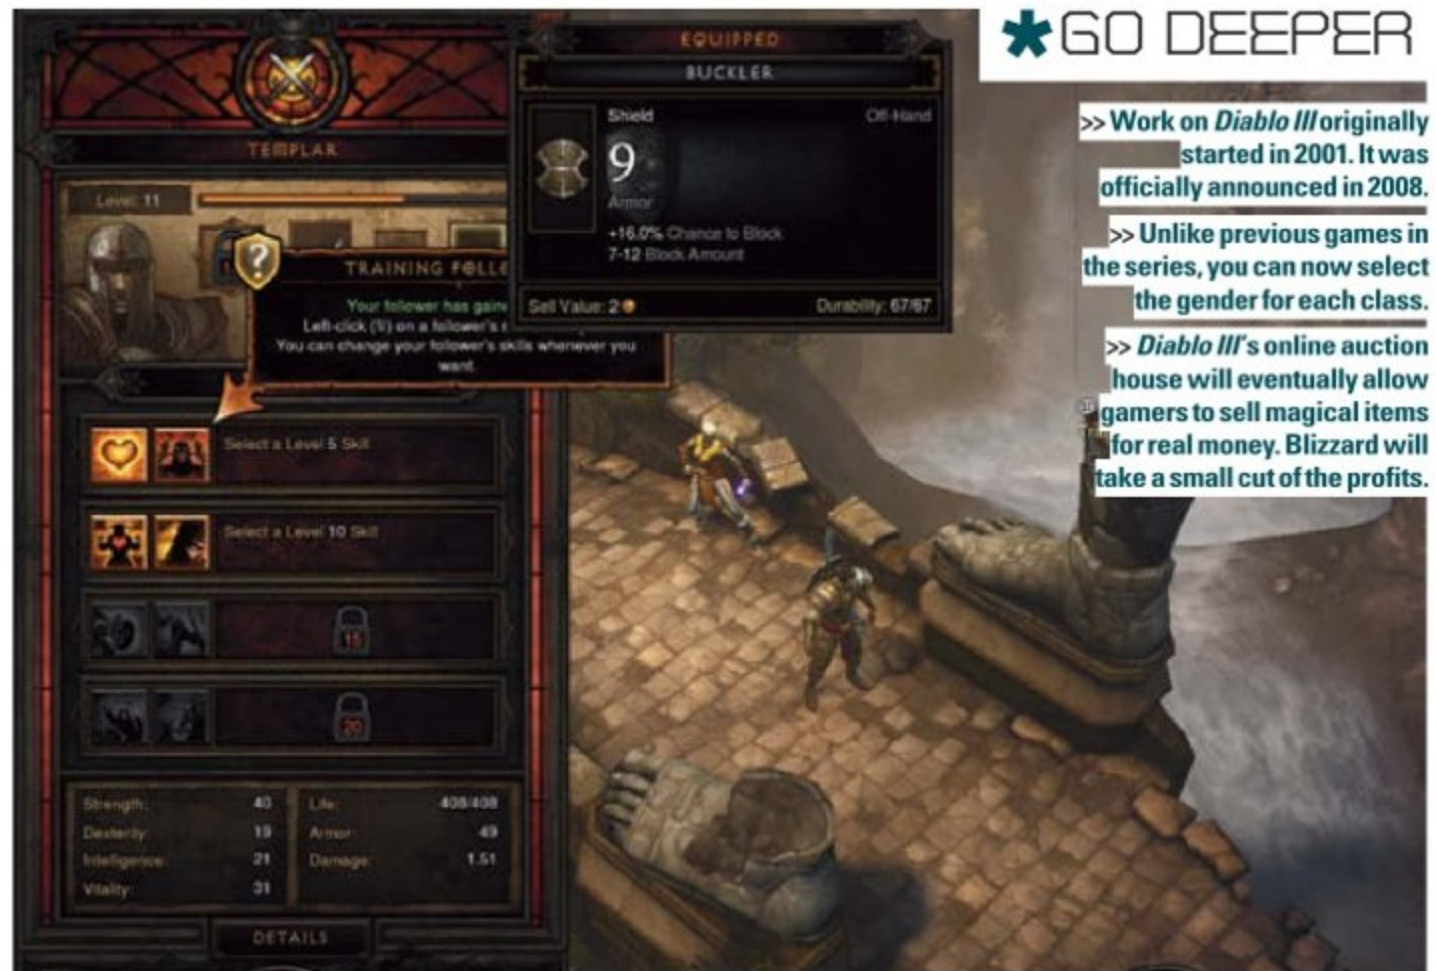 *GO DEEPER
>> Work on Diablo III originally
started in 2001. It was
officially announced in 2008.
>> Unlike previous games in
the series, you can now select
the gender for each class.
>> Diablo III's online auction
house will eventually allow
gamers to sell magical items
for real money. Blizzard will
take a small cut of the profits.
EQUIPPED
BUCKLER
Shield
Off-Hand
9
Armor
+16.0% Chance to Block
7-12 Block Amount
Sell Value: 2
Durability: 67/67
TEMPLAR
Level: 11
?
TRAINING FOLLE
Your follower has gaine
Left-click on a follower's
You can change your follower's skills whenever you
want.
Select a Level 5 Skill
Select a Level 10 Skill
15
20
Strength: 40
Dexterity: 19
Intelligence: 21
Vitality: 31
Life: 408/408
Armor: 49
Damage: 1.51
DETAILS